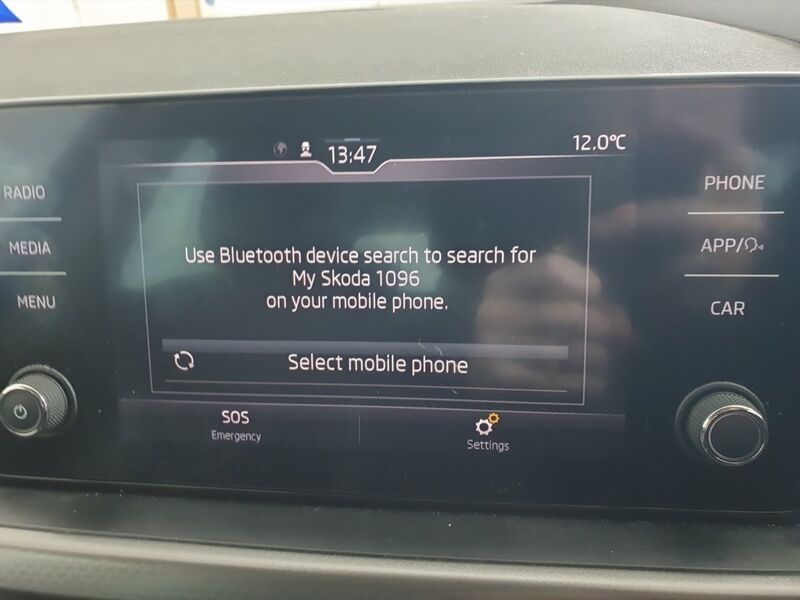 13:47
12.0°C
RADIO
MEDIA
MENU
Use Bluetooth device search to search for
My Skoda 1096
on your mobile phone.
Select mobile phone
SOS
Emergency
Settings
PHONE
APP/
CAR